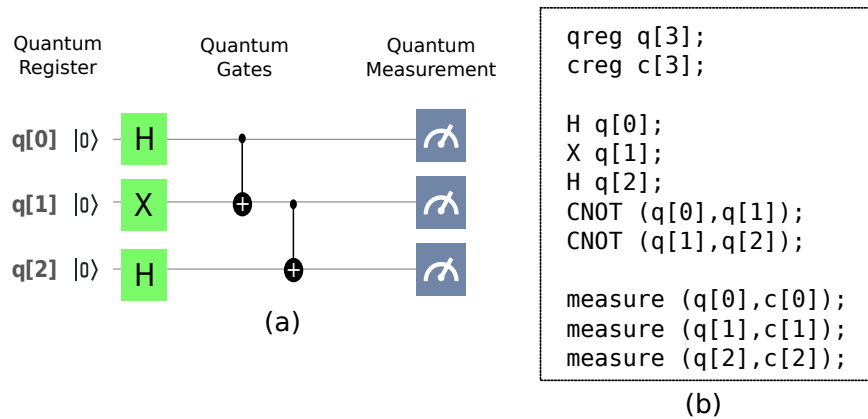 Quantum
Register
Quantum
Gates
Quantum
Measurement
q[0] |0⟩ H
q[1] |0⟩ X
q[2] |0⟩ H
(a)
qreg q[3];
creg c[3];
H q[0];
X q[1];
H q[2];
CNOT (q[0],q[1]);
CNOT (q[1],q[2]);
measure (q[0],c[0]);
measure (q[1],c[1]);
measure (q[2],c[2]);
(b)